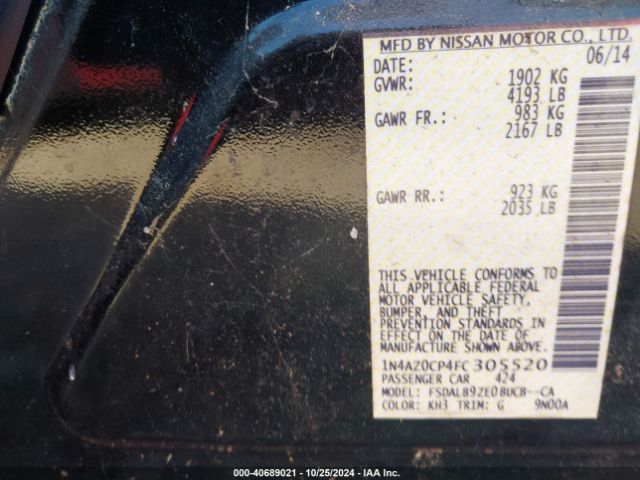 MFD BY NISSAN MOTOR CO., LTD.
DATE: 06/14
GVWR: 1902 KG
4193 LB
GAWR FR.: 983 KG
2167 LB
GAWR RR.: 923 KG
2035 LB
THIS VEHICLE CONFORMS TO
ALL APPLICABLE FEDERAL
MOTOR VEHICLE SAFETY,
BUMPER, AND THEFT
PREVENTION STANDARDS IN
EFFECT ON THE DATE OF
MANUFACTURE SHOWN ABOVE.
1N4AZ0CP4FC305520
PASSENGER CAR 424
MODEL: FSDALB9ZE0BUCB--CA
COLOR: KH3 TRIM: G 9N00A
000-40689021 - 10/25/2024 - IAA Inc.